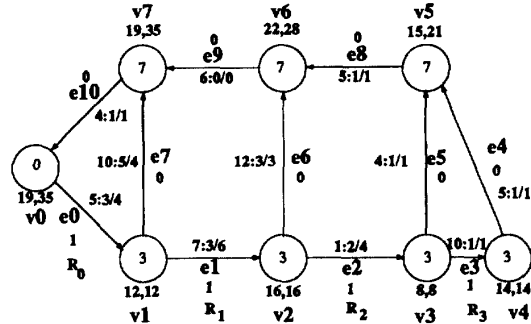 v7
v6
v5
19,35
22,28
15,21
0
0
e9
e8
7
7
7
6:0/0
5:1/1
0
e10
4:1/1
e4
0
10:5/4
e7
0
12:3/3
e6
0
4:1/1
e5
0
5:1/1
0
19,35
v0
5:3/4
e0
1
R0
3
7:3/6
e1
1
R1
3
1:2/4
e2
1
R2
3
10:1/1
e3
1
R3
3
12,12
16,16
8,8
14,14
v1
v2
v3
v4